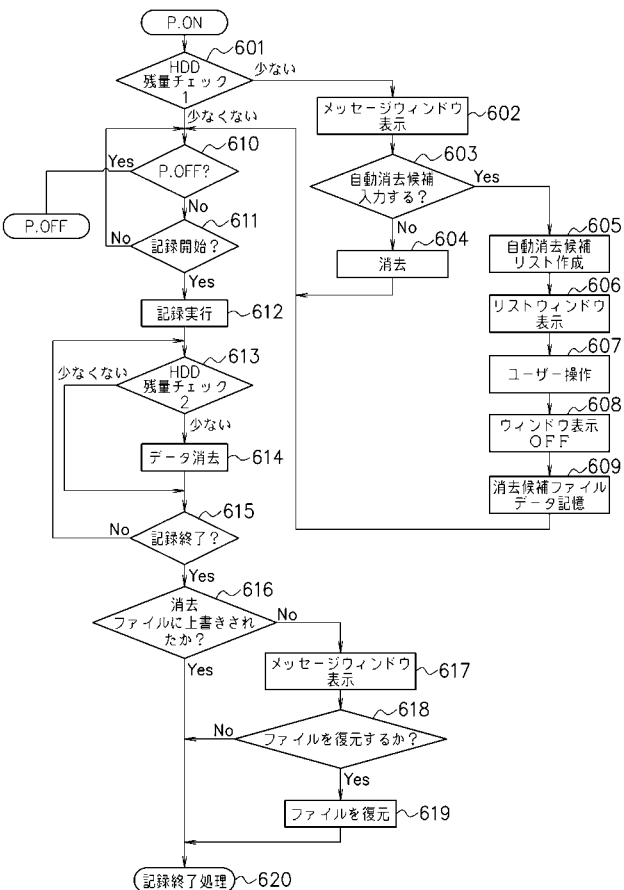 P.ON
601
HDD
残量チェック
1
少ない
少なくない
メッセージウィンドウ
表示
602
610
P.OFF?
Yes
No
P.OFF
603
自動消去候補
入力する?
Yes
No
604
消去
605
自動消去候補
リスト作成
606
リストウィンドウ
表示
607
ユーザー操作
608
ウィンドウ表示
OFF
609
消去候補ファイル
データ記憶
611
記録開始?
No
Yes
記録実行
612
613
HDD
残量チェック
2
少なくない
少ない
データ消去
614
615
記録終了?
No
Yes
616
消去
ファイルに上書きされ
たか?
No
Yes
メッセージウィンドウ
表示
617
618
ファイルを復元するか?
No
Yes
ファイルを復元
619
記録終了処理
620